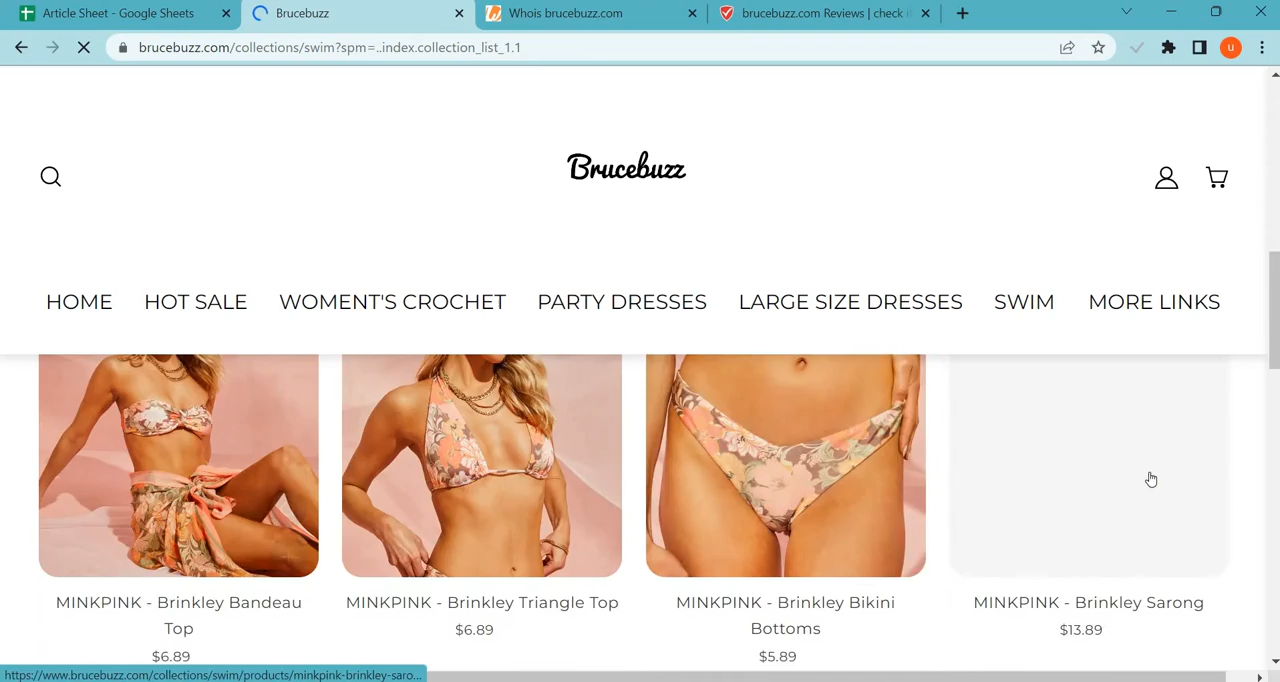 Article Sheet - Google Sheets
Brucebuzz
Whois brucebuzz.com
brucebuzz.com Reviews | check i
brucebuzz.com/collections/swim?spm=..index.collection_list_1.1
u
Brucebuzz
HOME HOT SALE WOMENT'S CROCHET PARTY DRESSES LARGE SIZE DRESSES SWIM MORE LINKS
MINKPINK - Brinkley Bandeau
Top
$6.89
MINKPINK - Brinkley Triangle Top
$6.89
MINKPINK - Brinkley Bikini
Bottoms
$5.89
MINKPINK - Brinkley Sarong
$13.89
https://www.brucebuzz.com/collections/swim/products/minkpink-brinkley-saro...